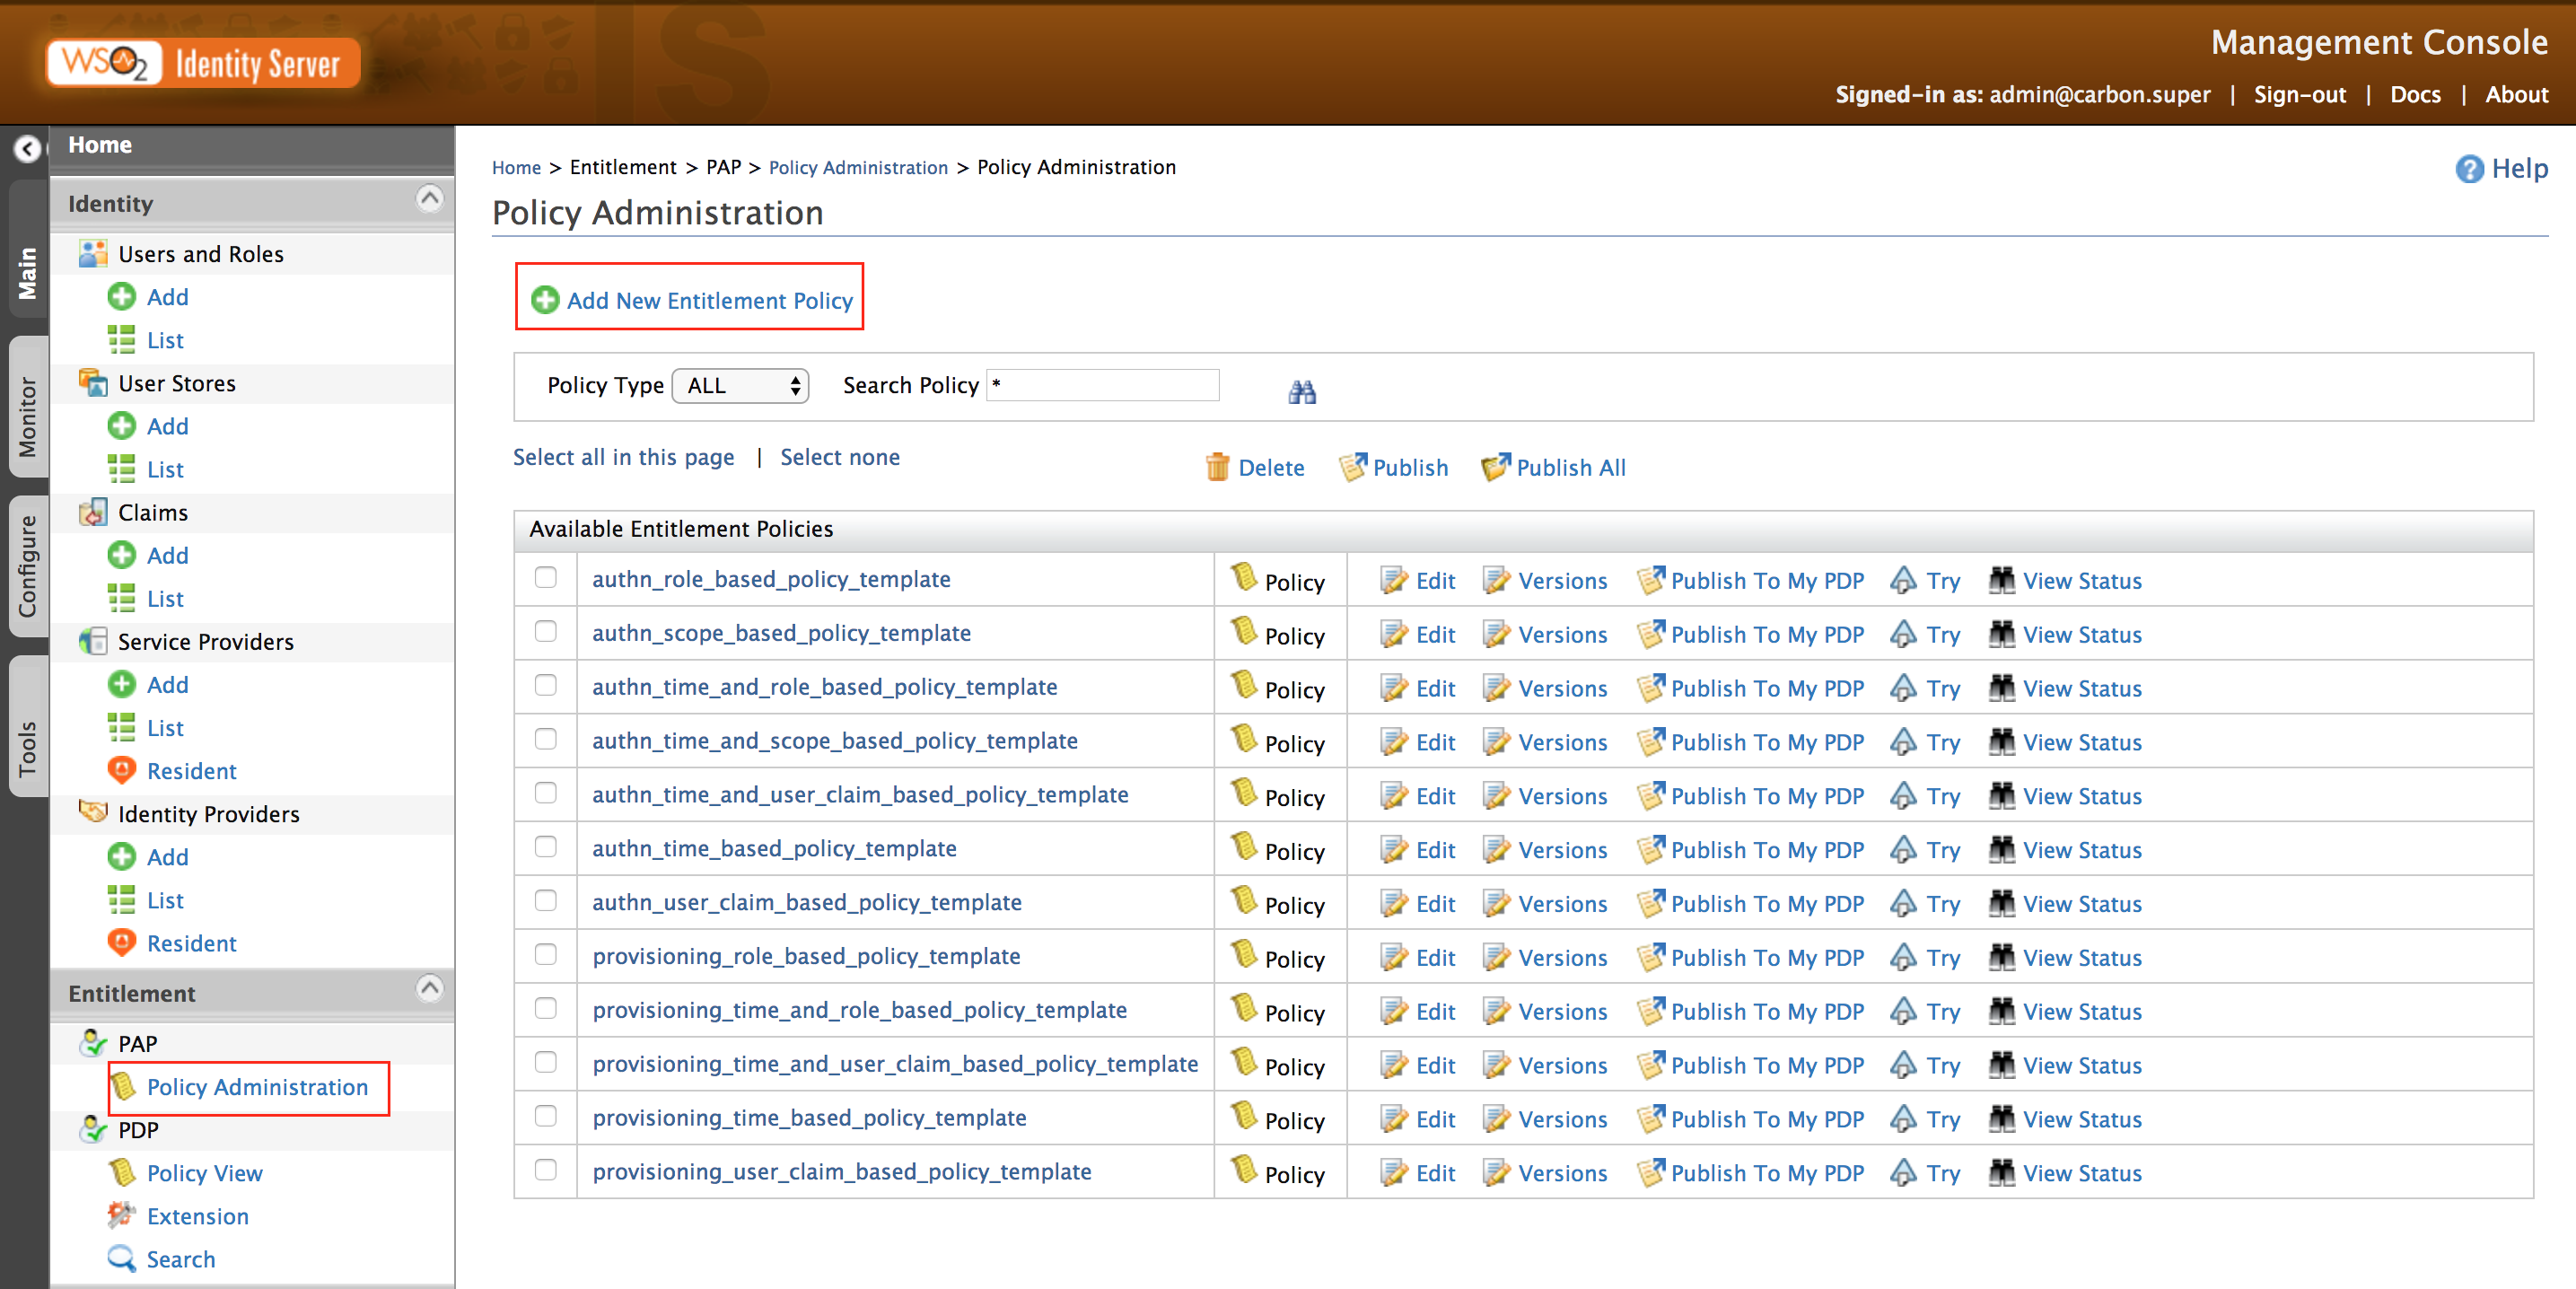 WSO2 Identity Server
IS
Management Console
Signed-in as: admin@carbon.super | Sign-out | Docs | About
Main
Monitor
Configure
Tools
Home
Identity
Users and Roles
Add
List
User Stores
Add
List
Claims
Add
List
Service Providers
Add
List
Resident
Identity Providers
Add
List
Resident
Entitlement
PAP
Policy Administration
PDP
Policy View
Extension
Search
Home > Entitlement > PAP > Policy Administration > Policy Administration
Help
Policy Administration
Add New Entitlement Policy
Policy Type ALL Search Policy *
Select all in this page | Select none Delete Publish Publish All
Available Entitlement Policies
authn_role_based_policy_template Policy Edit Versions Publish To My PDP Try View Status
authn_scope_based_policy_template Policy Edit Versions Publish To My PDP Try View Status
authn_time_and_role_based_policy_template Policy Edit Versions Publish To My PDP Try View Status
authn_time_and_scope_based_policy_template Policy Edit Versions Publish To My PDP Try View Status
authn_time_and_user_claim_based_policy_template Policy Edit Versions Publish To My PDP Try View Status
authn_time_based_policy_template Policy Edit Versions Publish To My PDP Try View Status
authn_user_claim_based_policy_template Policy Edit Versions Publish To My PDP Try View Status
provisioning_role_based_policy_template Policy Edit Versions Publish To My PDP Try View Status
provisioning_time_and_role_based_policy_template Policy Edit Versions Publish To My PDP Try View Status
provisioning_time_and_user_claim_based_policy_template Policy Edit Versions Publish To My PDP Try View Status
provisioning_time_based_policy_template Policy Edit Versions Publish To My PDP Try View Status
provisioning_user_claim_based_policy_template Policy Edit Versions Publish To My PDP Try View Status